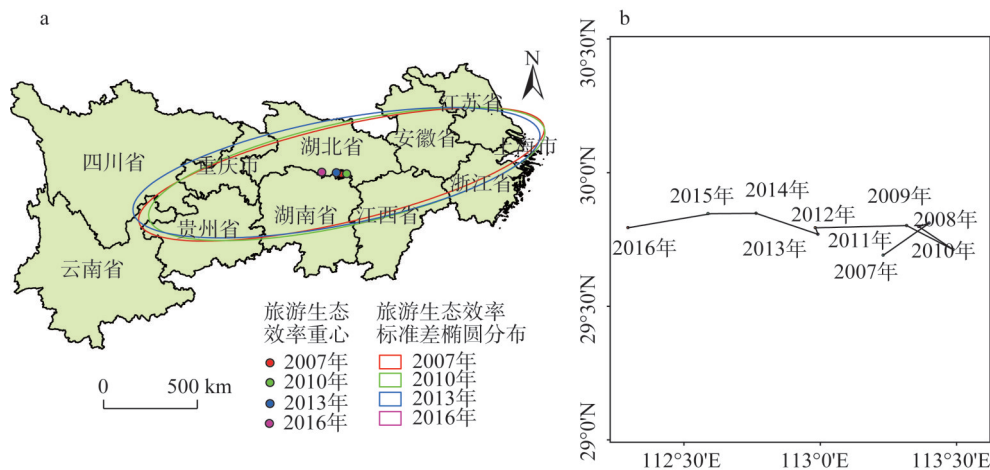 a
N
四川省
重庆市
湖北省
安徽省
江苏省
上海市
浙江省
贵州省
湖南省
江西省
云南省
旅游生态
效率重心
2007年
2010年
2013年
2016年
旅游生态效率
标准差椭圆分布
2007年
2010年
2013年
2016年
0 500 km
b
30°30'N
30°0'N
29°30'N
29°0'N
2015年
2014年
2009年
2012年
2008年
2016年
2013年
2011年
2010年
2007年
112°30'E
113°0'E
113°30'E